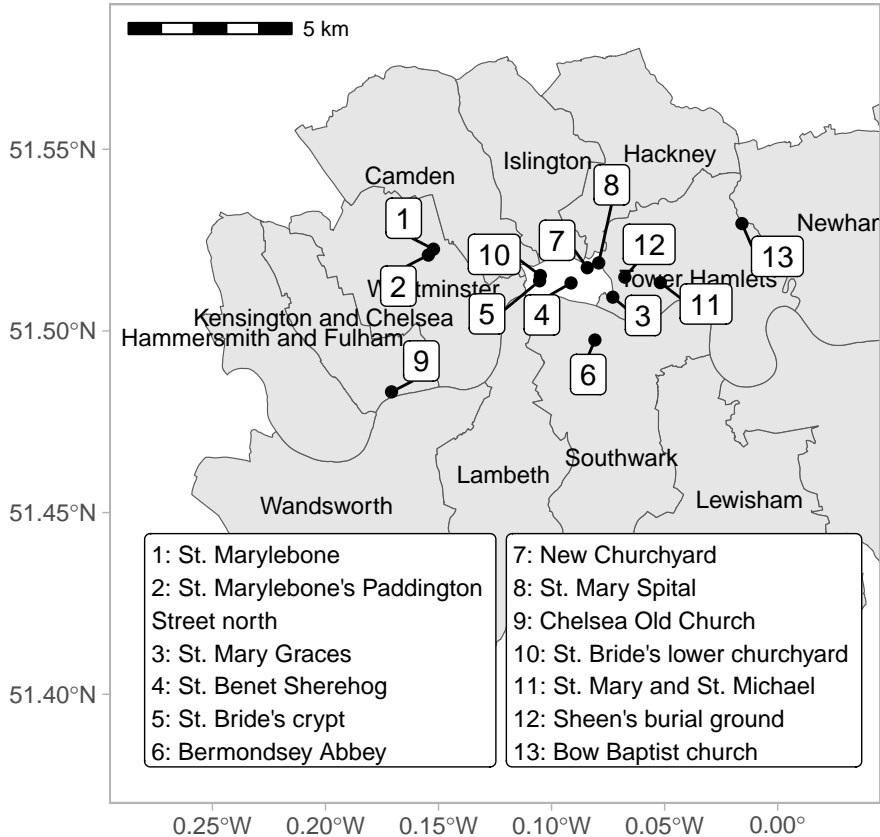 5 km
51.55°N
51.50°N
51.45°N
51.40°N
Hackney
Islington
Camden
8
1
7
10
12
Newham
13
2
Westminster
Tower Hamlets
11
5
4
3
Kensington and Chelsea
Hammersmith and Fulham
9
6
Lambeth
Southwark
Wandsworth
Lewisham
1: St. Marylebone
2: St. Marylebone's Paddington
Street north
3: St. Mary Graces
4: St. Benet Sherehog
5: St. Bride's crypt
6: Bermondsey Abbey
7: New Churchyard
8: St. Mary Spital
9: Chelsea Old Church
10: St. Bride's lower churchyard
11: St. Mary and St. Michael
12: Sheen's burial ground
13: Bow Baptist church
0.25°W
0.20°W
0.15°W
0.10°W
0.05°W
0.00°